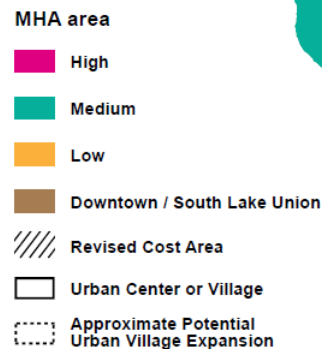 MHA area
High
Medium
Low
Downtown / South Lake Union
Revised Cost Area
Urban Center or Village
Approximate Potential
Urban Village Expansion